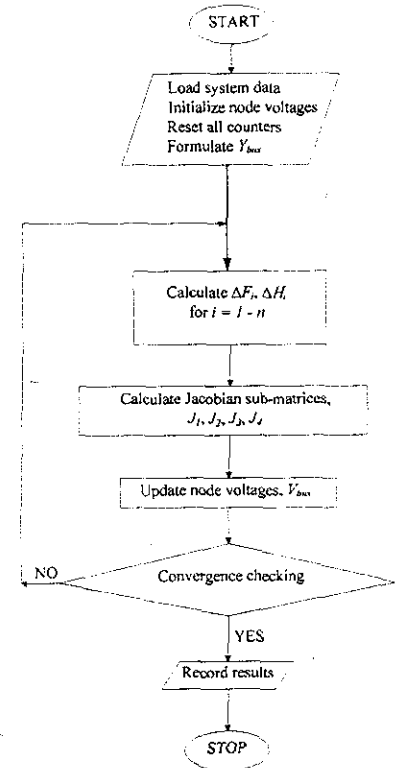 START
Load system data
Initialize node voltages
Reset all counters
Formulate Y_bus
Calculate ΔF_i, ΔH_i
for i = 1 - n
Calculate Jacobian sub-matrices,
J_1, J_2, J_3, J_4
Update node voltages, V_bus
Convergence checking
NO
YES
Record results
STOP